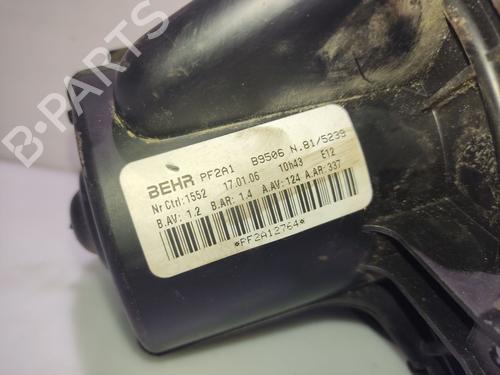 B-PARTS
BEHR PF2A1 B9506 N.81/5239
Nr Ctrl:1552 17.01.06 10h43 E12
B.AV: 1.2 B.AR: 1.4 A.AV:124 A.AR:337
*PF2A12764*